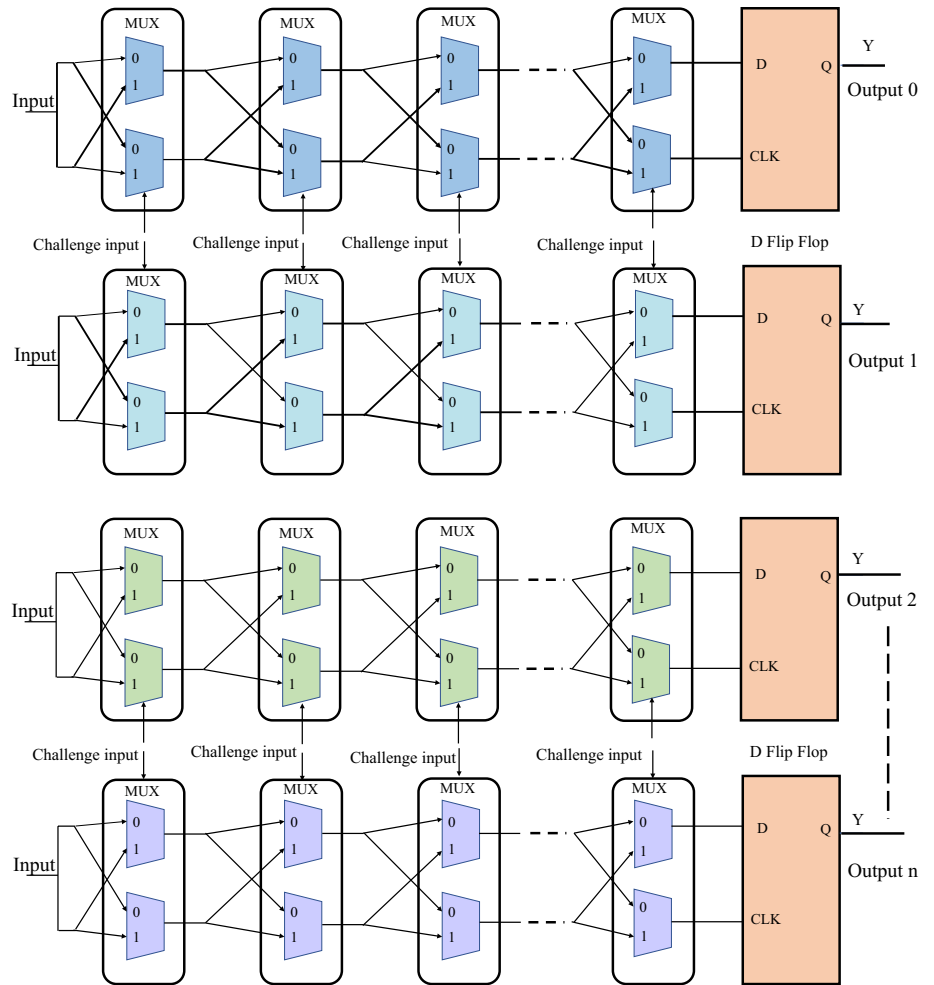 MUX MUX MUX MUX
0 0 0 0 D Q Y
1 1 1 1
Input Output 0
0 0 0 0
1 1 1 1 CLK
Challenge input Challenge input Challenge input Challenge input D Flip Flop
MUX MUX MUX MUX
0 0 0 0 D Q Y
1 1 1 1
Input Output 1
0 0 0 0
1 1 1 1 CLK
MUX MUX MUX MUX
0 0 0 0 D Q Y
1 1 1 1
Input Output 2
0 0 0 0
1 1 1 1 CLK
Challenge input Challenge input Challenge input Challenge input D Flip Flop
MUX MUX MUX MUX
0 0 0 0 D Q Y
1 1 1 1
Input Output n
0 0 0 0
1 1 1 1 CLK